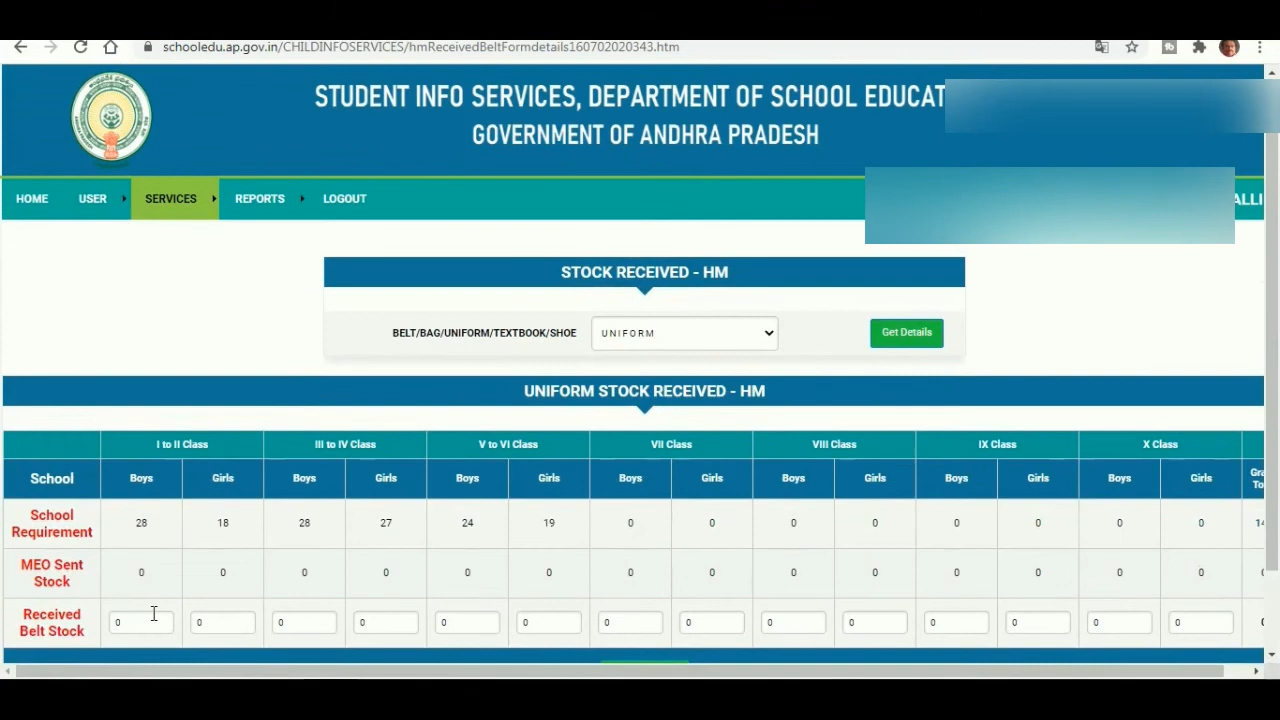 schooledu.ap.gov.in/CHILDINFOSERVICES/hmReceivedBeltFormdetails160702020343.htm
STUDENT INFO SERVICES, DEPARTMENT OF SCHOOL EDUCAT
GOVERNMENT OF ANDHRA PRADESH
HOME USER SERVICES REPORTS LOGOUT ALLI
STOCK RECEIVED - HM
BELT/BAG/UNIFORM/TEXTBOOK/SHOE UNIFORM Get Details
UNIFORM STOCK RECEIVED - HM
I to II Class III to IV Class V to VI Class VII Class VIII Class IX Class X Class
School Boys Girls Boys Girls Boys Girls Boys Girls Boys Girls Boys Girls Boys Girls Gra
To
School
Requirement 28 18 28 27 24 19 0 0 0 0 0 0 0 0 14
MEO Sent
Stock 0 0 0 0 0 0 0 0 0 0 0 0 0 0
Received
Belt Stock 0 0 0 0 0 0 0 0 0 0 0 0 0 0